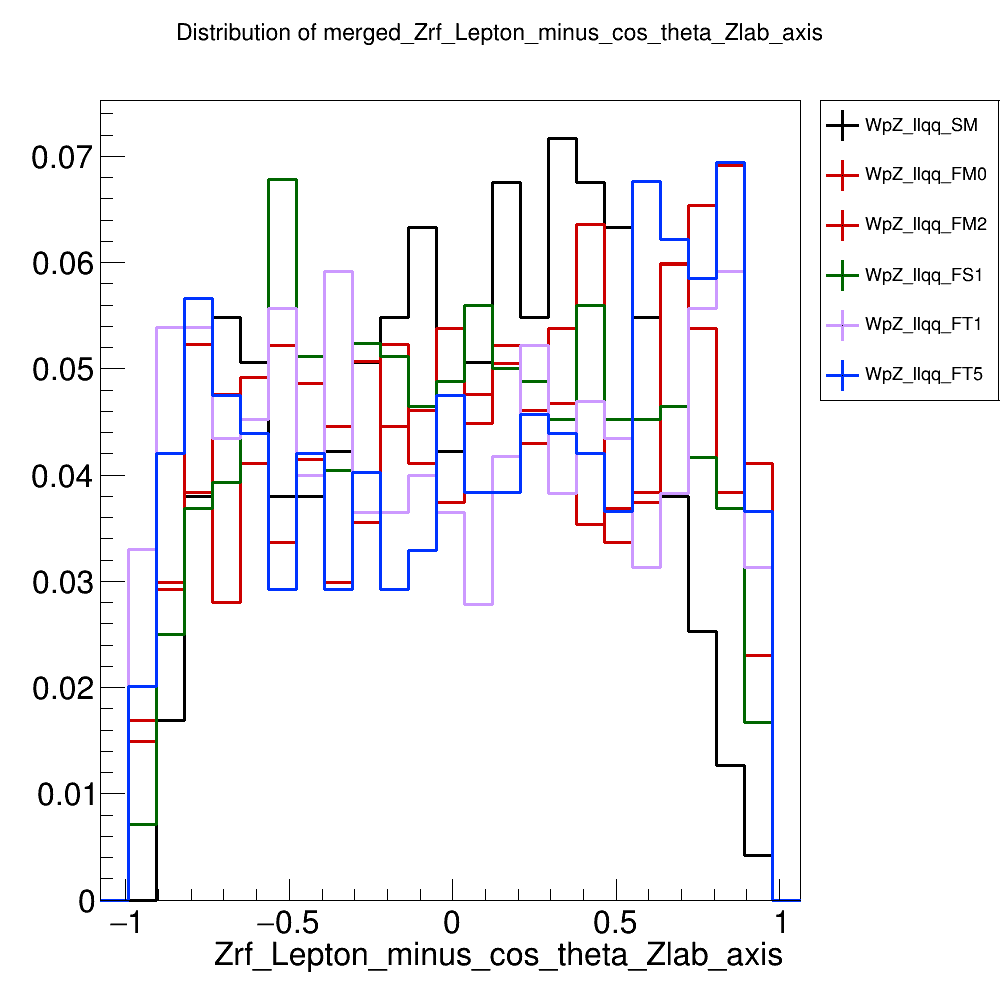 Distribution of merged_Zrf_Lepton_minus_cos_theta_Zlab_axis
WpZ_llqq_SM
WpZ_llqq_FM0
WpZ_llqq_FM2
WpZ_llqq_FS1
WpZ_llqq_FT1
WpZ_llqq_FT5
0.07
0.06
0.05
0.04
0.03
0.02
0.01
0
−1 −0.5 0 0.5 1
Zrf_Lepton_minus_cos_theta_Zlab_axis